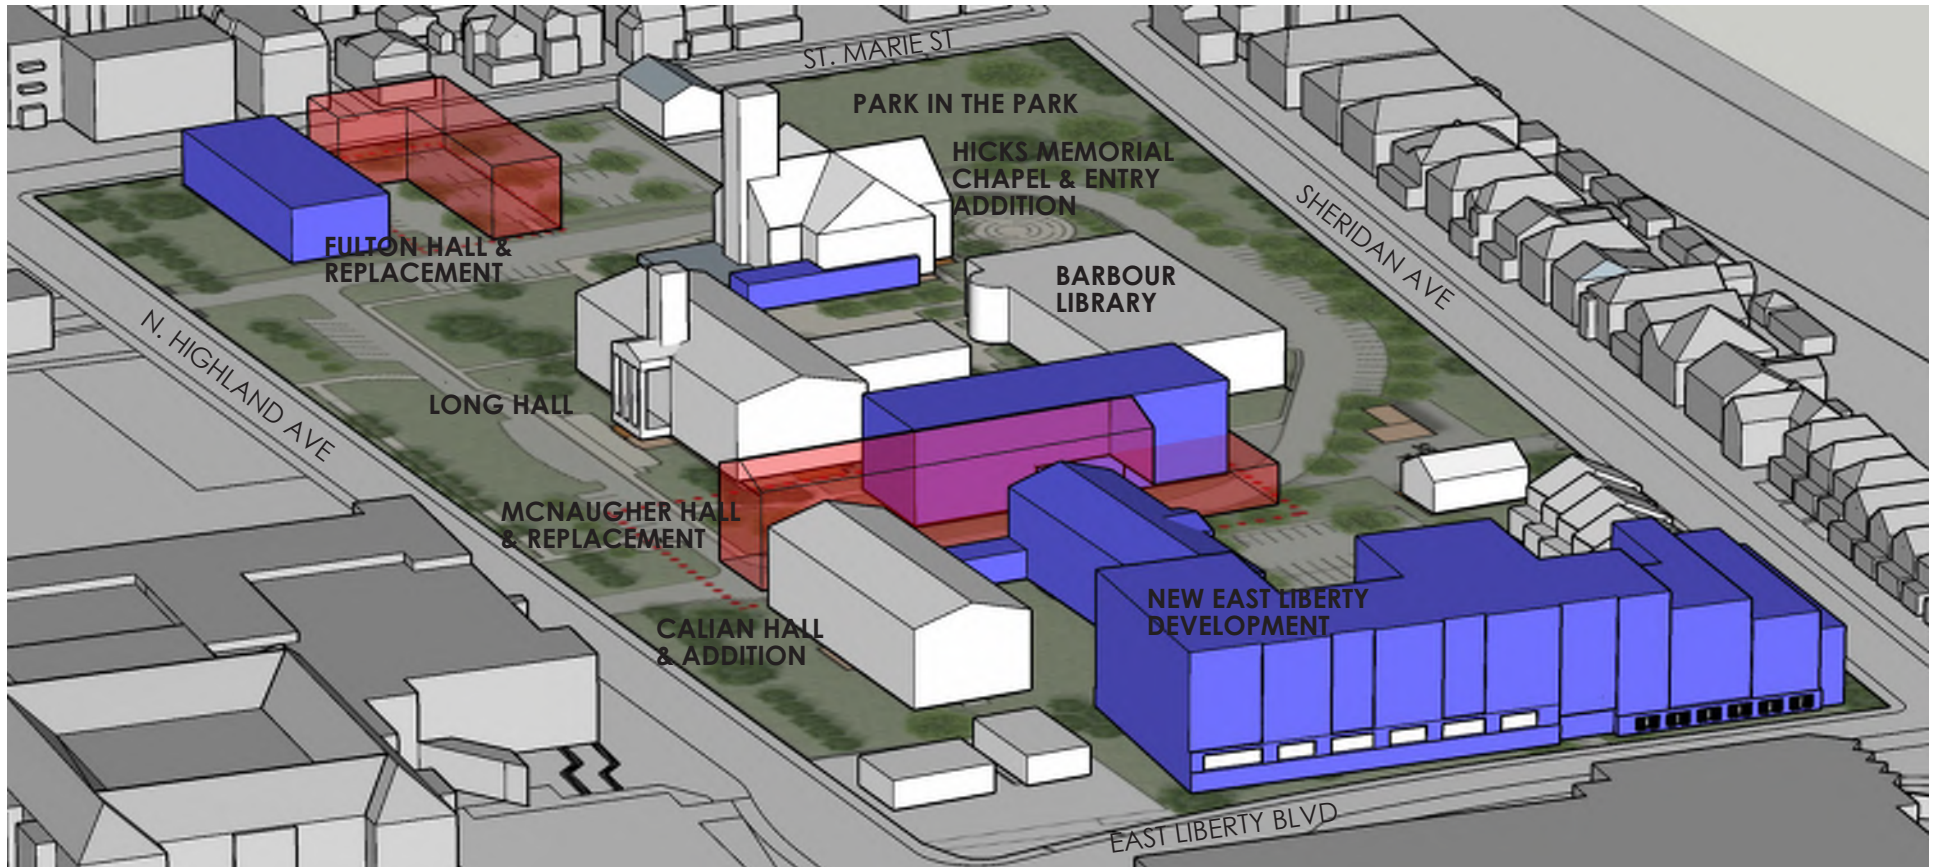 ST. MARIE ST
PARK IN THE PARK
HICKS MEMORIAL
CHAPEL & ENTRY
ADDITION
SHERIDAN AVE
FULTON HALL &
REPLACEMENT
BARBOUR
LIBRARY
N. HIGHLAND AVE
LONG HALL
MCNAUGHER HALL
& REPLACEMENT
NEW EAST LIBERTY
DEVELOPMENT
CALIAN HALL
& ADDITION
EAST LIBERTY BLVD